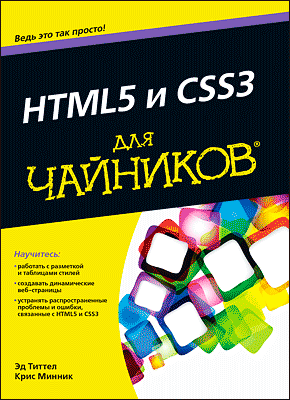 Ведь это так просто!
HTML5 и CSS3
для
ЧАЙНИКОВ®
Научитесь:
• работать с разметкой
и таблицами стилей
• создавать динамические
веб-страницы
• устранять распространенные
проблемы и ошибки,
связанные с HTML5 и CSS3
Эд Титтел
Крис Минник